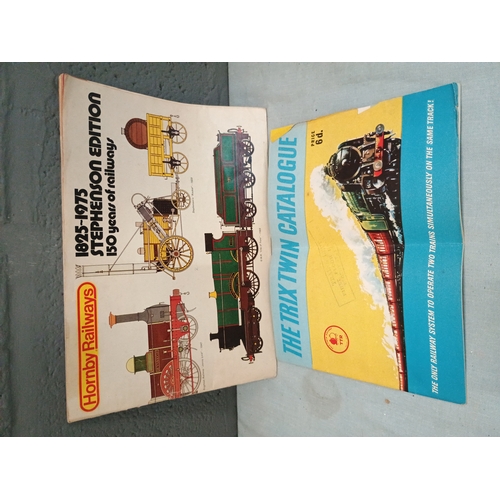 Hornby Railways
1825-1975
STEPHENSON EDITION
150 years of railways
THE TRIX TWIN CATALOGUE
PRICE
6d.
THE ONLY RAILWAY SYSTEM TO OPERATE TWO TRAINS SIMULTANEOUSLY ON THE SAME TRACK!